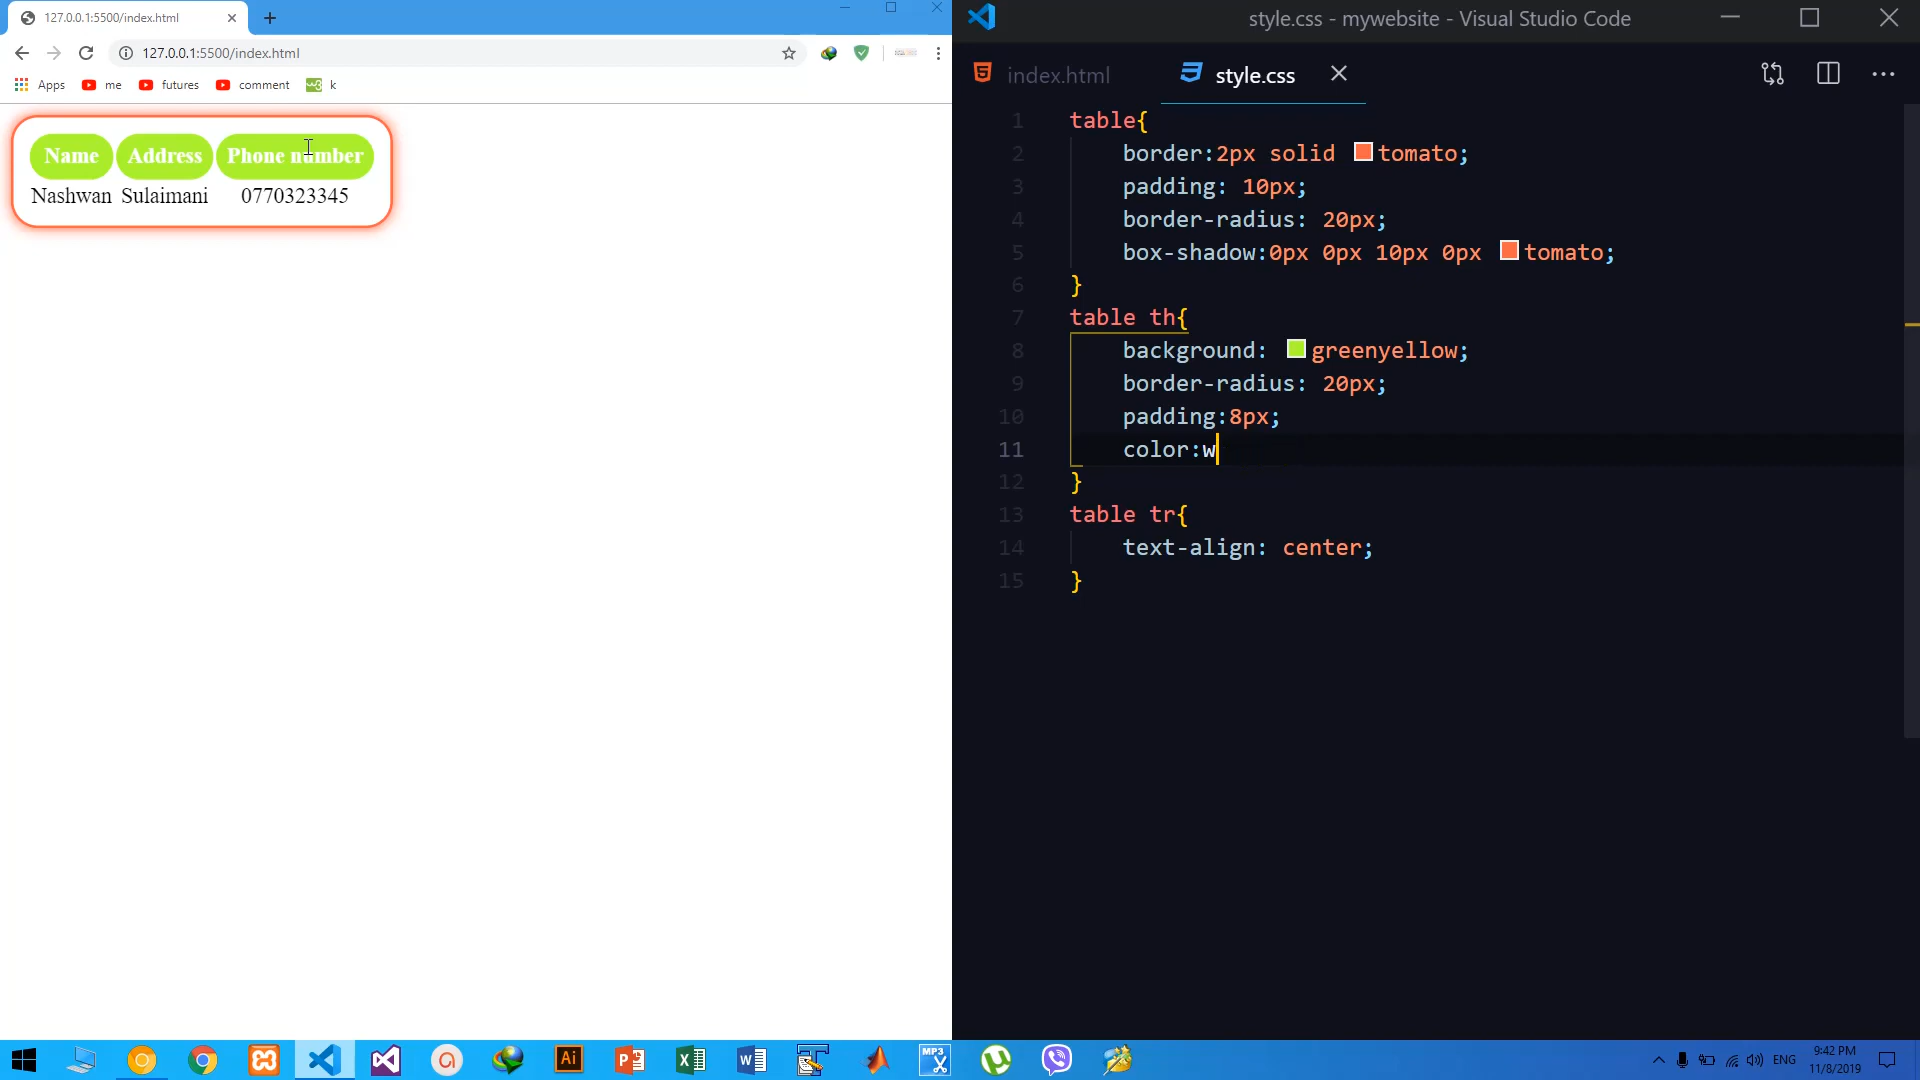 127.0.0.1:5500/index.html
127.0.0.1:5500/index.html
Apps me futures comment k
Name Address Phone number
Nashwan Sulaimani 0770323345
style.css - mywebsite - Visual Studio Code
index.html style.css
1 table{
2 border:2px solid tomato;
3 padding: 10px;
4 border-radius: 20px;
5 box-shadow:0px 0px 10px 0px tomato;
6 }
7 table th{
8 background: greenyellow;
9 border-radius: 20px;
10 padding:8px;
11 color:w
12 }
13 table tr{
14 text-align: center;
15 }
Ai
MP3
ENG
9:42 PM
11/8/2019